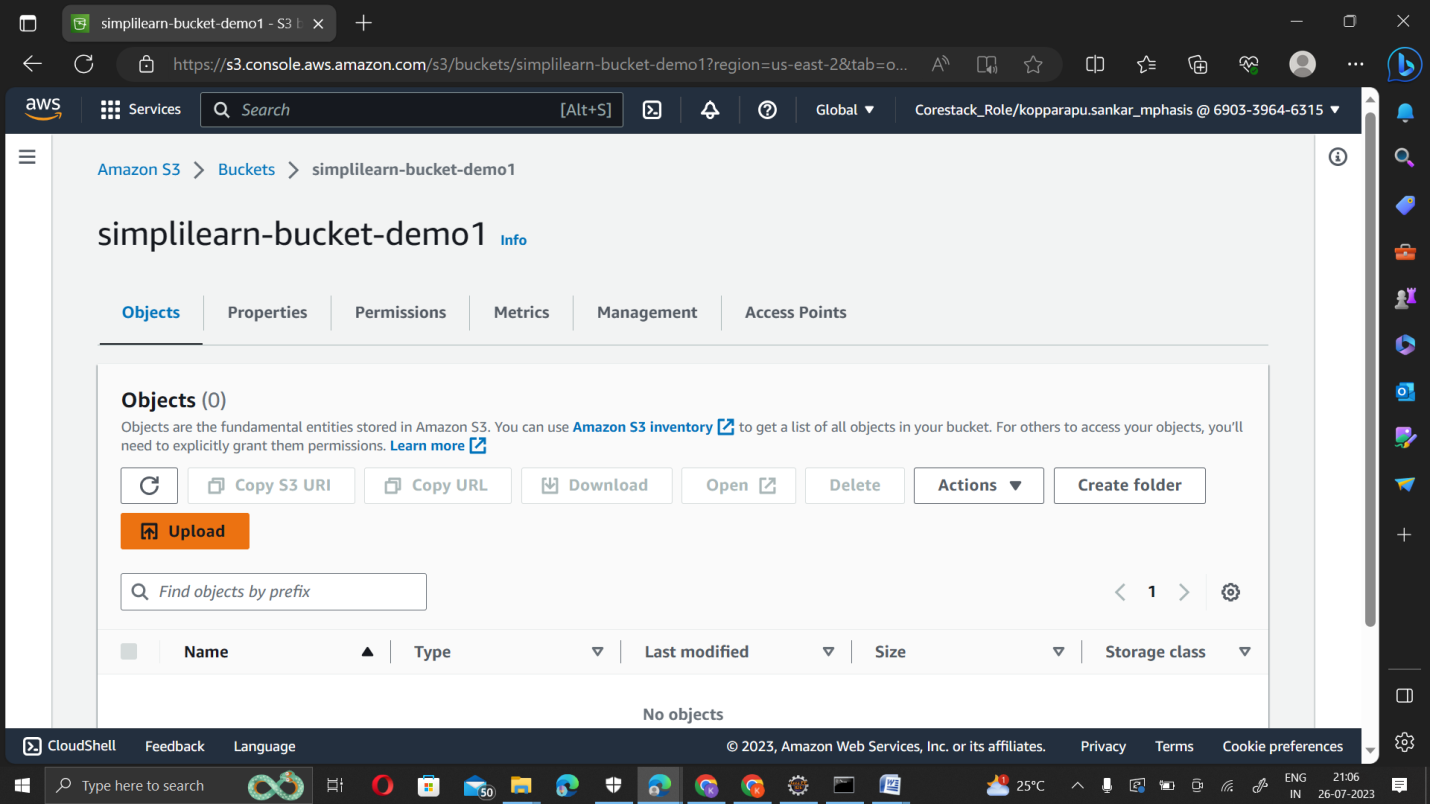 simplilearn-bucket-demo1 - S3 b
https://s3.console.aws.amazon.com/s3/buckets/simplilearn-bucket-demo1?region=us-east-2&tab=o...
aws Services Search [Alt+S] Global Corestack_Role/kopparapu.sankar_mphasis @ 6903-3964-6315
Amazon S3 Buckets simplilearn-bucket-demo1
simplilearn-bucket-demo1 Info
Objects Properties Permissions Metrics Management Access Points
Objects (0)
Objects are the fundamental entities stored in Amazon S3. You can use Amazon S3 inventory to get a list of all objects in your bucket. For others to access your objects, you'll
need to explicitly grant them permissions. Learn more
Copy S3 URI Copy URL Download Open Delete Actions Create folder
Upload
Find objects by prefix 1
Name Type Last modified Size Storage class
No objects
CloudShell Feedback Language © 2023, Amazon Web Services, Inc. or its affiliates. Privacy Terms Cookie preferences
Type here to search 50 1 25°C ENG 21:06
IN 26-07-2023